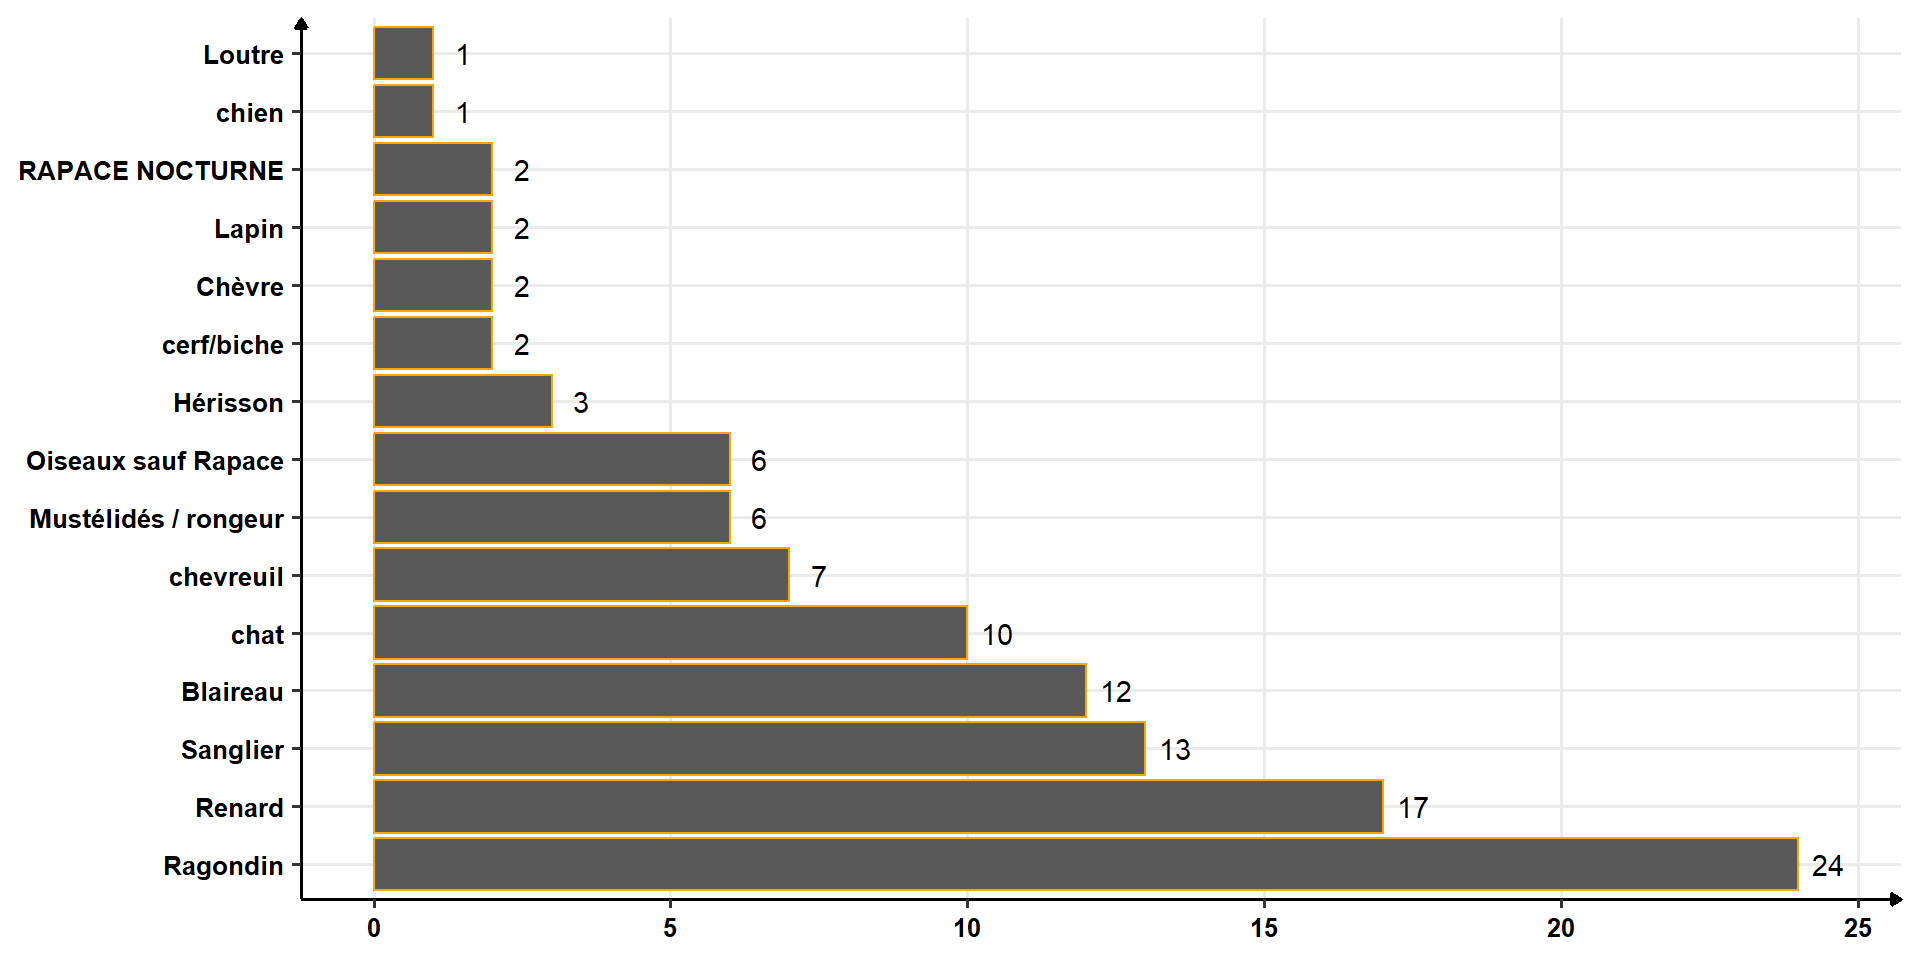 Loutre 1
chien 1
RAPACE NOCTURNE 2
Lapin 2
Chèvre 2
cerf/biche 2
Hérisson 3
Oiseaux sauf Rapace 6
Mustélidés / rongeur 6
chevreuil 7
chat 10
Blaireau 12
Sanglier 13
Renard 17
Ragondin 24
0 5 10 15 20 25